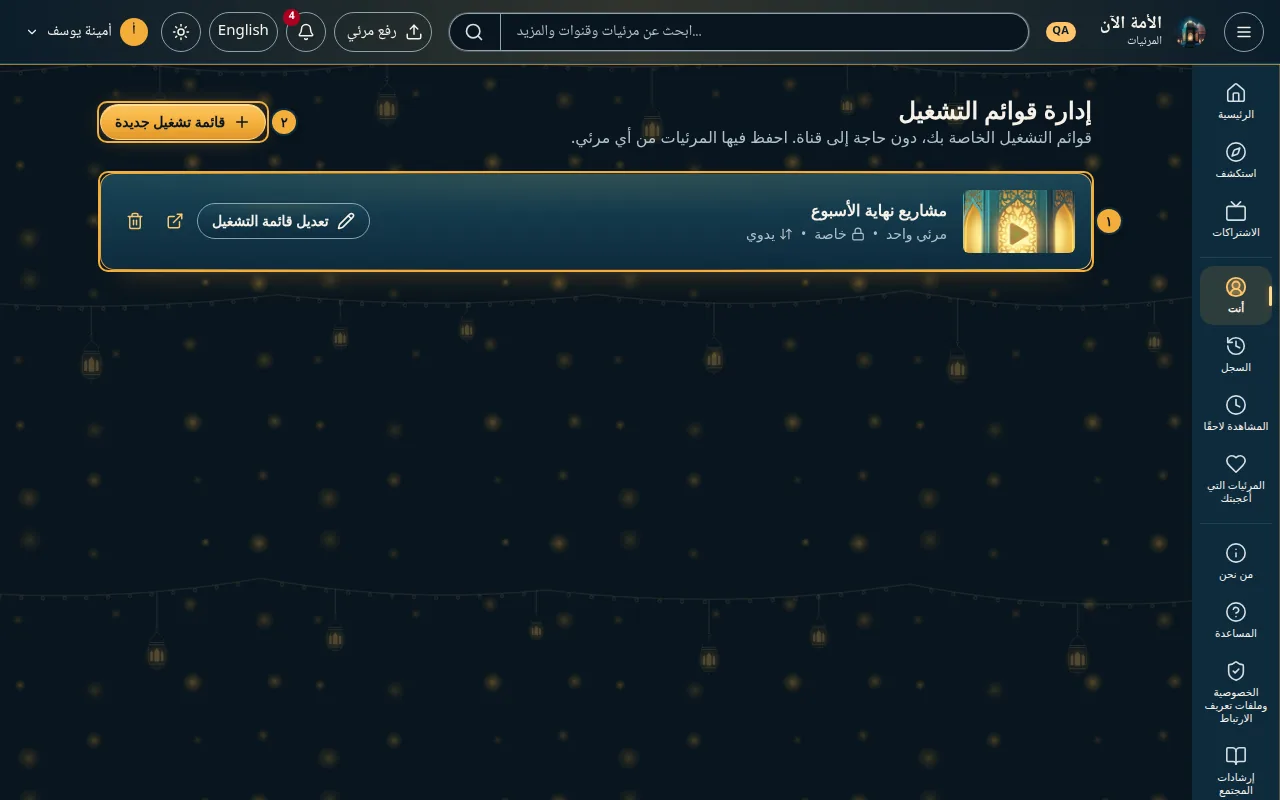 الأمة الآن
المرئيات
QA
ابحث عن مرئيات وقنوات والمزيد...
رفع مرئي
4
English
أ
أمينة يوسف
الرئيسية
استكشف
الاشتراكات
أنت
السجل
المشاهدة لاحقًا
المرئيات التي
أعجبتك
من نحن
المساعدة
الخصوصية
وملفات تعريف
الارتباط
إرشادات
المجتمع
إدارة قوائم التشغيل
قوائم التشغيل الخاصة بك، دون حاجة إلى قناة. احفظ فيها المرئيات من أي مرئي.
٢
قائمة تشغيل جديدة
١
مشاريع نهاية الأسبوع
مرئي واحد • خاصة • يدوي
تعديل قائمة التشغيل